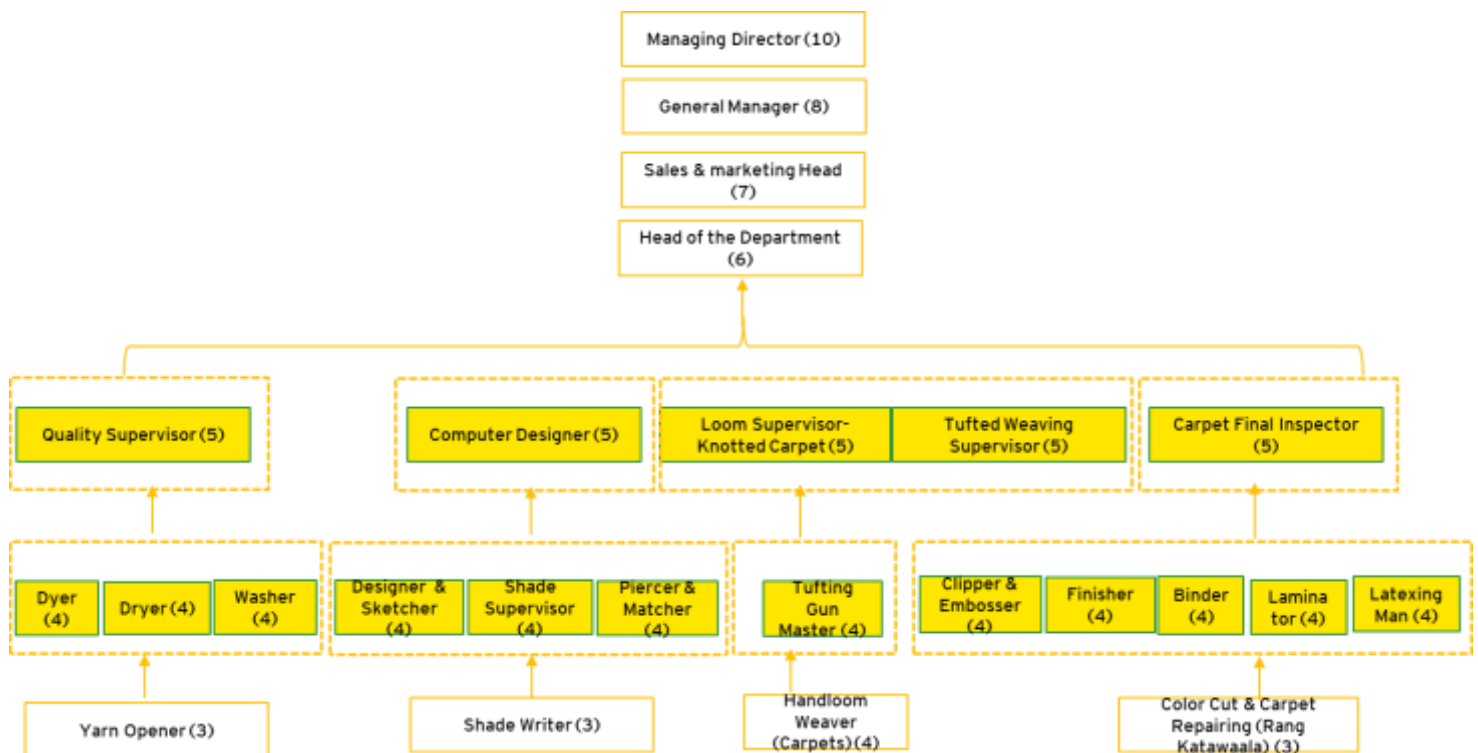 Managing Director (10)
General Manager (8)
Sales & marketing Head
(7)
Head of the Department
(6)
Quality Supervisor (5)
Computer Designer (5)
Loom Supervisor-
Knotted Carpet (5)
Tufted Weaving
Supervisor (5)
Carpet Final Inspector
(5)
Dyer
(4)
Dryer (4)
Washer
(4)
Designer &
Sketcher
(4)
Shade
Supervisor
(4)
Piercer &
Matcher
(4)
Tufting
Gun
Master (4)
Clipper &
Embosser
(4)
Finisher
(4)
Binder
(4)
Lamina
tor (4)
Latexing
Man (4)
Yarn Opener (3)
Shade Writer (3)
Handloom
Weaver
(Carpets) (4)
Color Cut & Carpet
Repairing (Rang
Katawaala) (3)